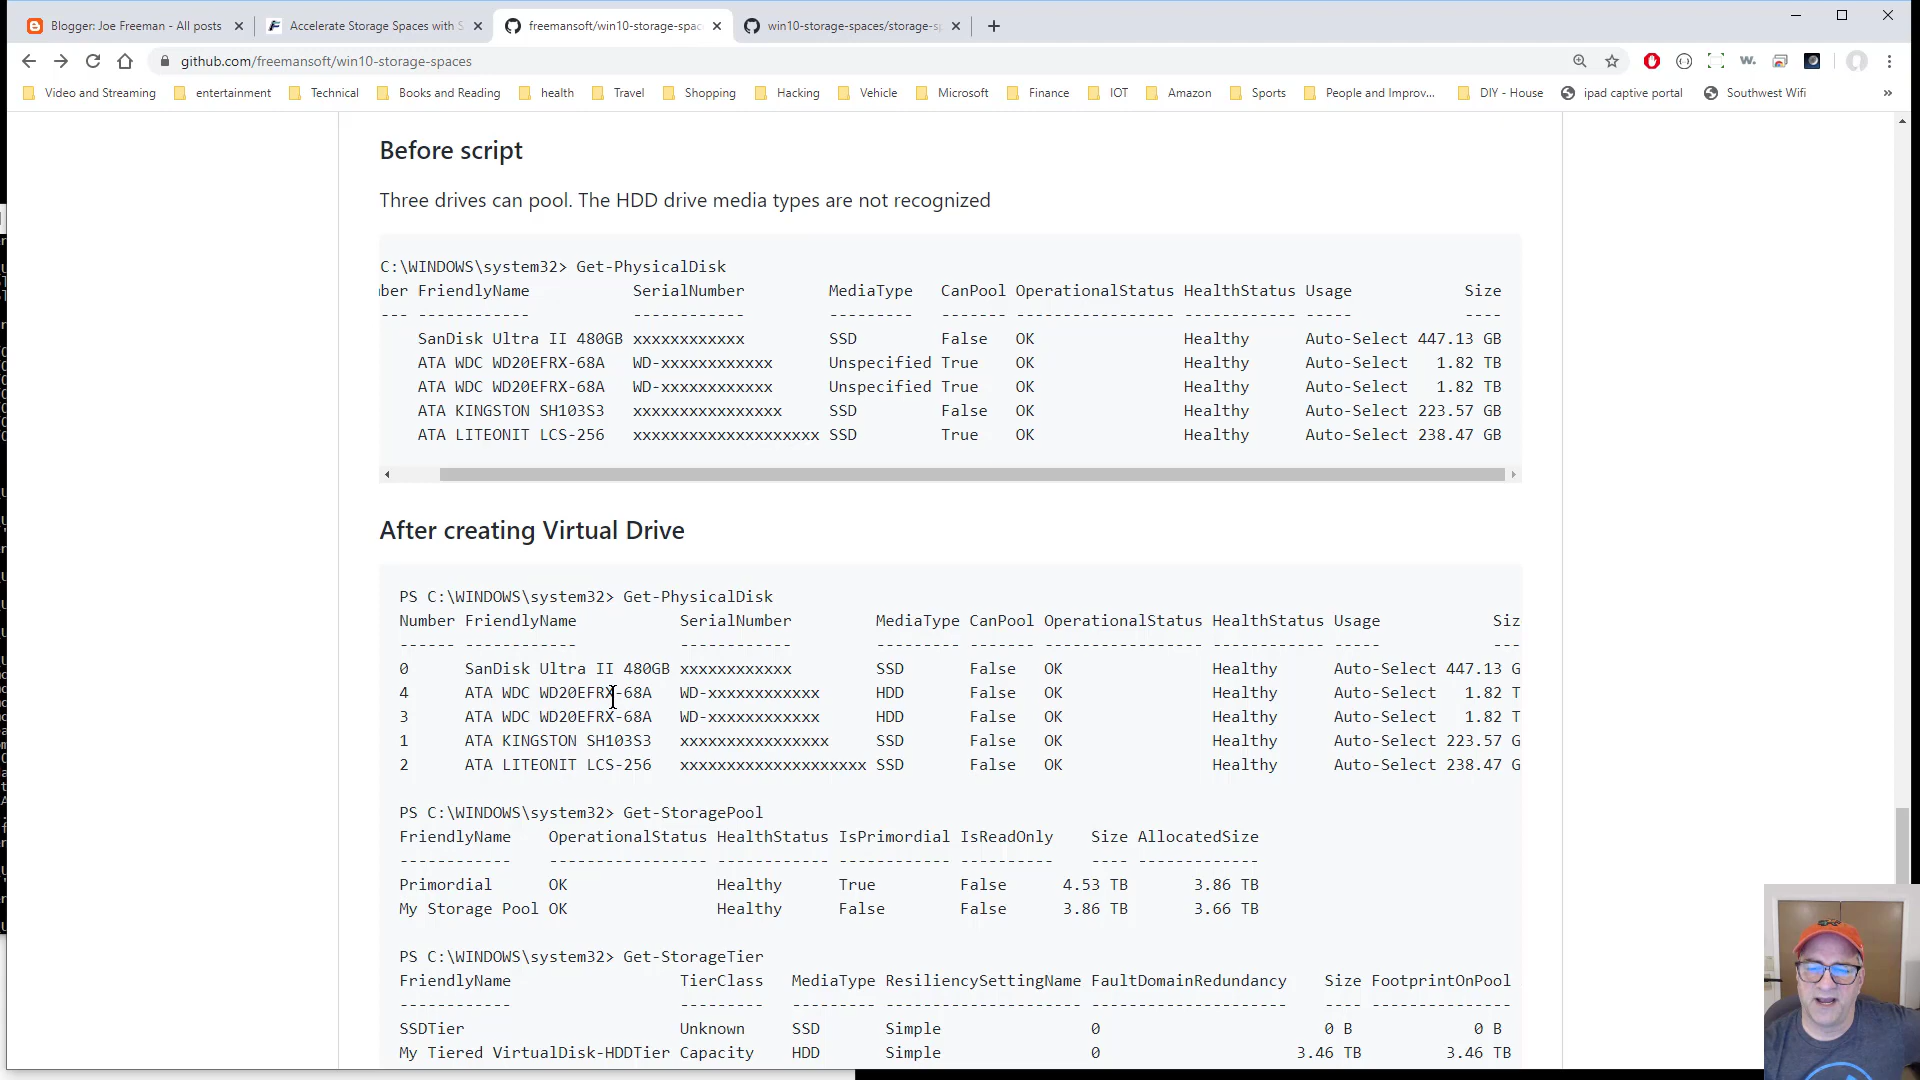 Blogger: Joe Freeman - All posts
Accelerate Storage Spaces with S
freemansoft/win10-storage-spac
win10-storage-spaces/storage-s
github.com/freemansoft/win10-storage-spaces
Video and Streaming entertainment Technical Books and Reading health Travel Shopping Hacking Vehicle Microsoft Finance IOT Amazon Sports People and Improv... DIY - House ipad captive portal Southwest Wifi »
Before script
Three drives can pool. The HDD drive media types are not recognized
C:\WINDOWS\system32> Get-PhysicalDisk
ber FriendlyName SerialNumber MediaType CanPool OperationalStatus HealthStatus Usage Size
--- ------------ ------------ --------- ------- ----------------- ------------ ----- ----
SanDisk Ultra II 480GB xxxxxxxxxxxx SSD False OK Healthy Auto-Select 447.13 GB
ATA WDC WD20EFRX-68A WD-xxxxxxxxxxxx Unspecified True OK Healthy Auto-Select 1.82 TB
ATA WDC WD20EFRX-68A WD-xxxxxxxxxxxx Unspecified True OK Healthy Auto-Select 1.82 TB
ATA KINGSTON SH103S3 xxxxxxxxxxxxxxxx SSD False OK Healthy Auto-Select 223.57 GB
ATA LITEONIT LCS-256 xxxxxxxxxxxxxxxxxxxx SSD True OK Healthy Auto-Select 238.47 GB
After creating Virtual Drive
PS C:\WINDOWS\system32> Get-PhysicalDisk
Number FriendlyName SerialNumber MediaType CanPool OperationalStatus HealthStatus Usage Siz
------ ------------ ------------ --------- ------- ----------------- ------------ ----- ---
0 SanDisk Ultra II 480GB xxxxxxxxxxxx SSD False OK Healthy Auto-Select 447.13 G
4 ATA WDC WD20EFRX-68A WD-xxxxxxxxxxxx HDD False OK Healthy Auto-Select 1.82 T
3 ATA WDC WD20EFRX-68A WD-xxxxxxxxxxxx HDD False OK Healthy Auto-Select 1.82 T
1 ATA KINGSTON SH103S3 xxxxxxxxxxxxxxxx SSD False OK Healthy Auto-Select 223.57 G
2 ATA LITEONIT LCS-256 xxxxxxxxxxxxxxxxxxxx SSD False OK Healthy Auto-Select 238.47 G
PS C:\WINDOWS\system32> Get-StoragePool
FriendlyName OperationalStatus HealthStatus IsPrimordial IsReadOnly Size AllocatedSize
------------ ----------------- ------------ ------------ ---------- ---- -------------
Primordial OK Healthy True False 4.53 TB 3.86 TB
My Storage Pool OK Healthy False False 3.86 TB 3.66 TB
PS C:\WINDOWS\system32> Get-StorageTier
FriendlyName TierClass MediaType ResiliencySettingName FaultDomainRedundancy Size FootprintOnPool
------------ --------- --------- --------------------- --------------------- ---- ---------------
SSDTier Unknown SSD Simple 0 0 B 0 B
My Tiered VirtualDisk-HDDTier Capacity HDD Simple 0 3.46 TB 3.46 TB